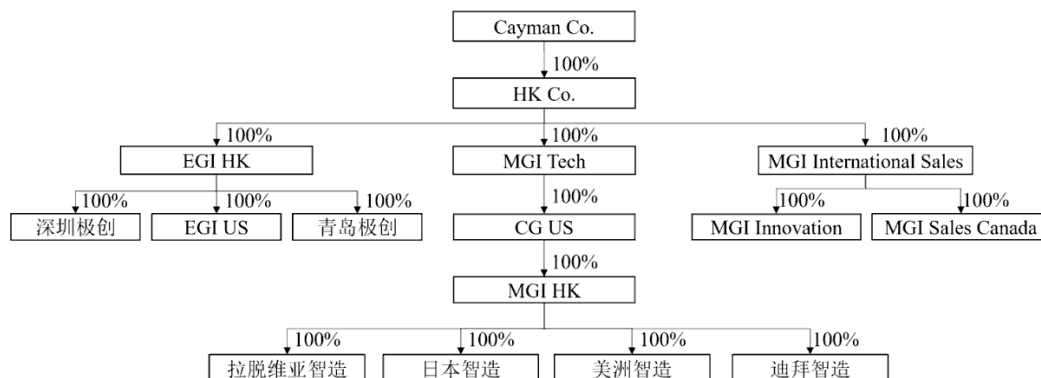 Cayman Co.
100%
HK Co.
100% 100% 100%
EGI HK MGI Tech MGI International Sales
100% 100% 100% 100% 100% 100%
深圳极创 EGI US 青岛极创 CG US MGI Innovation MGI Sales Canada
100%
MGI HK
100% 100% 100% 100%
拉脱维亚智造 日本智造 美洲智造 迪拜智造